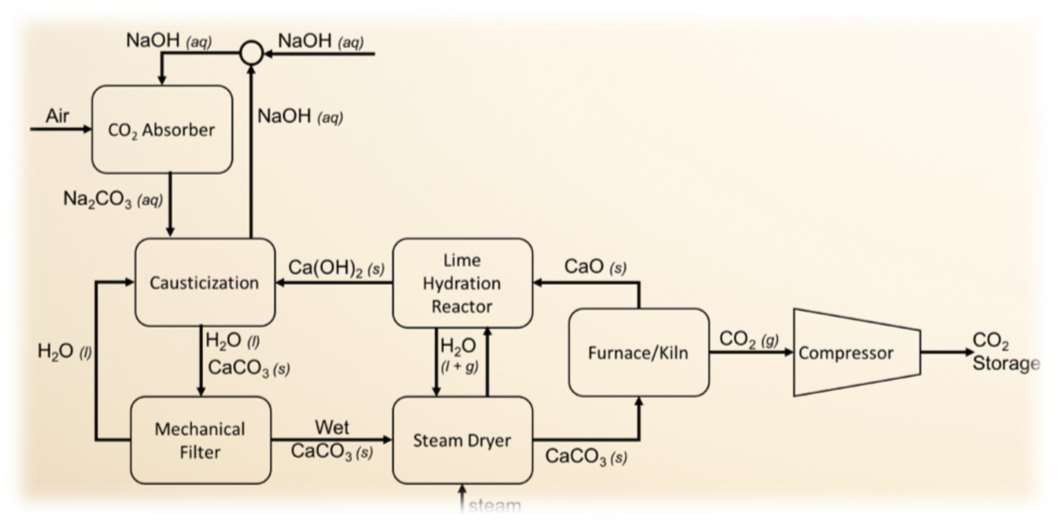 NaOH (aq)
NaOH (aq)
Air
CO₂ Absorber
NaOH (aq)
Na₂CO₃ (aq)
Causticization
Ca(OH)₂ (s)
Lime
Hydration
Reactor
CaO (s)
H₂O (l)
H₂O (l)
CaCO₃ (s)
H₂O
(l + g)
Furnace/Kiln
CO₂ (g)
Compressor
CO₂
Storage
Mechanical
Filter
Wet
CaCO₃ (s)
Steam Dryer
CaCO₃ (s)
steam